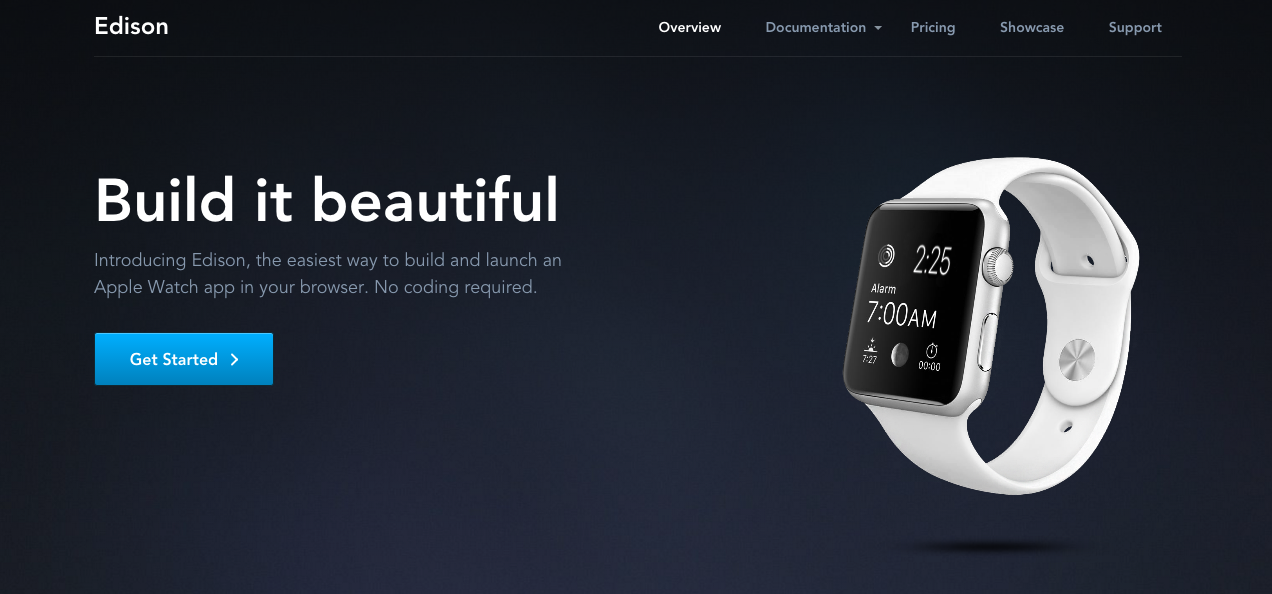 Edison
Overview
Documentation
Pricing
Showcase
Support
Build it beautiful
Introducing Edison, the easiest way to build and launch an
Apple Watch app in your browser. No coding required.
Get Started
2:25
Alarm
7:00AM
7:27
00:00